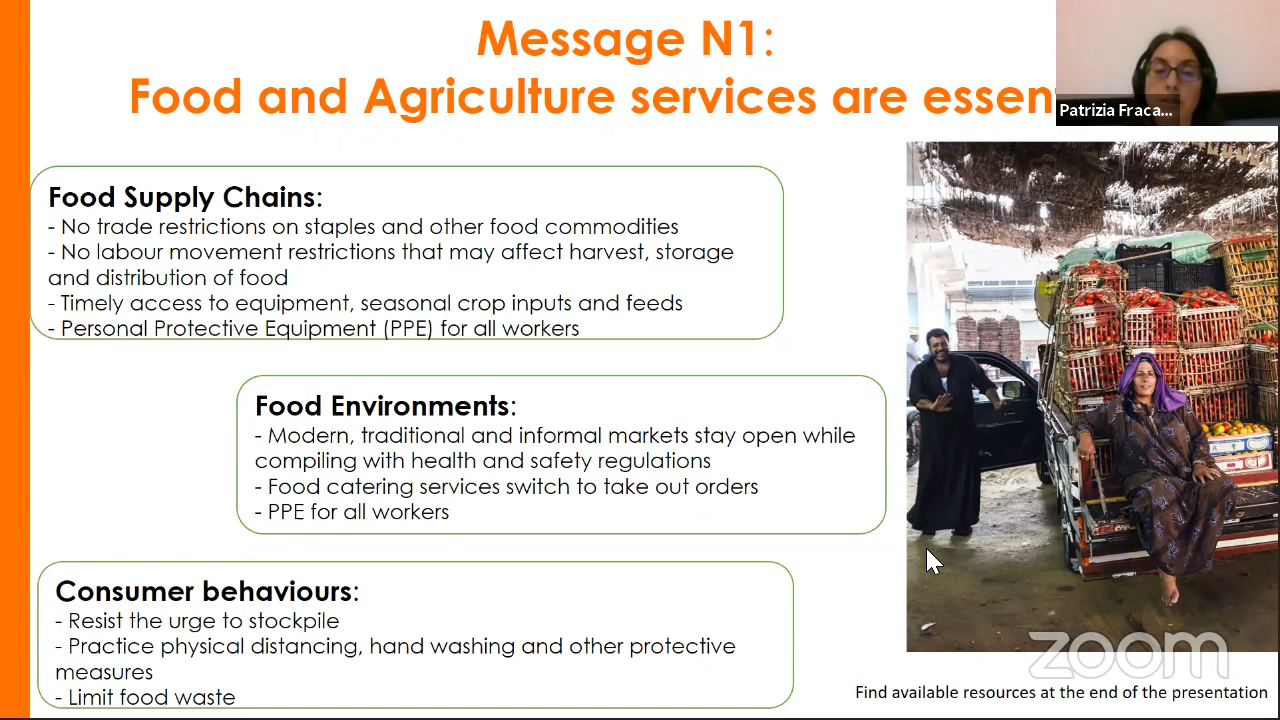 Message N1:
Food and Agriculture services are essen
Patrizia Fraca...
Food Supply Chains:
- No trade restrictions on staples and other food commodities
- No labour movement restrictions that may affect harvest, storage
and distribution of food
- Timely access to equipment, seasonal crop inputs and feeds
- Personal Protective Equipment (PPE) for all workers
Food Environments:
- Modern, traditional and informal markets stay open while
compiling with health and safety regulations
- Food catering services switch to take out orders
- PPE for all workers
Consumer behaviours:
- Resist the urge to stockpile
- Practice physical distancing, hand washing and other protective
measures
- Limit food waste
zoom
Find available resources at the end of the presentation